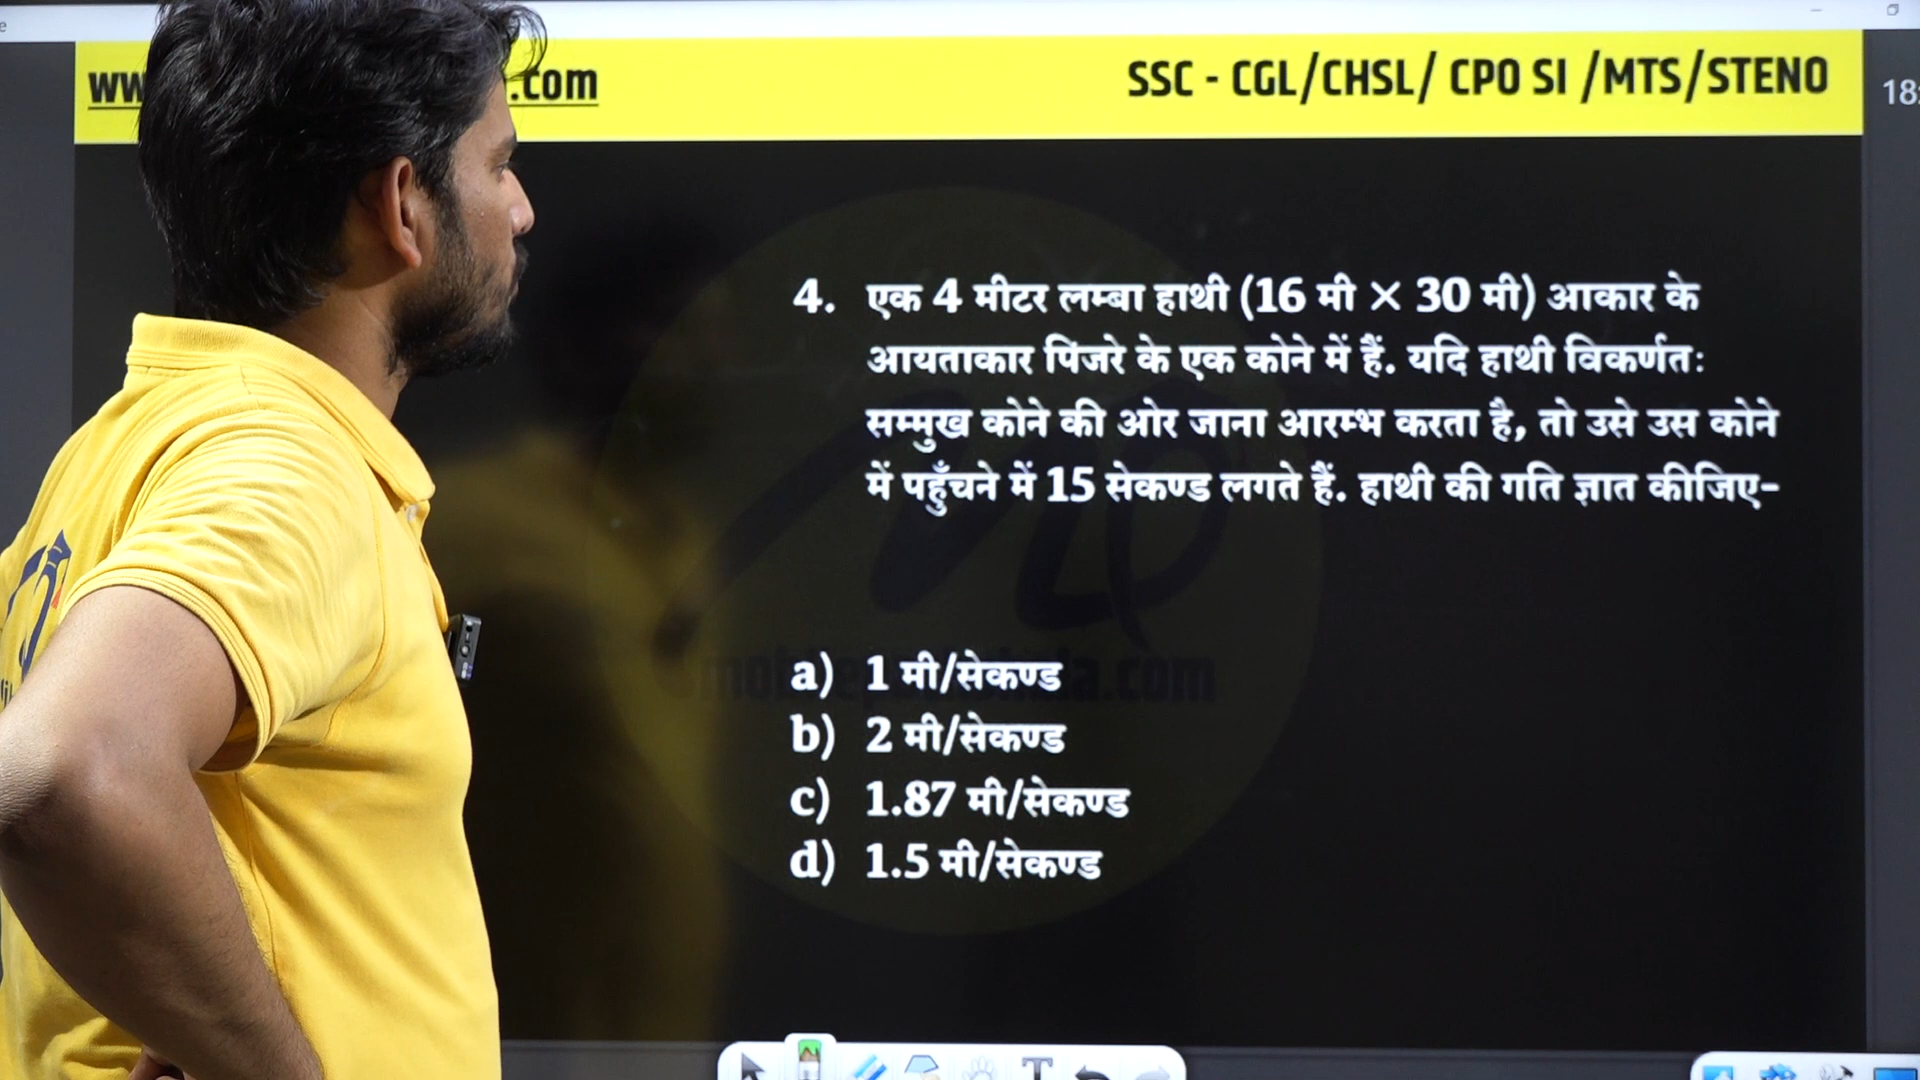 .com
SSC - CGL/CHSL/ CPO SI /MTS/STENO
4. एक 4 मीटर लम्बा हाथी (16 मी × 30 मी) आकार के
आयताकार पिंजरे के एक कोने में हैं. यदि हाथी विकर्णतः
सम्मुख कोने की ओर जाना आरम्भ करता है, तो उसे उस कोने
में पहुँचने में 15 सेकण्ड लगते हैं. हाथी की गति ज्ञात कीजिए-
a) 1 मी/सेकण्ड
b) 2 मी/सेकण्ड
c) 1.87 मी/सेकण्ड
d) 1.5 मी/सेकण्ड